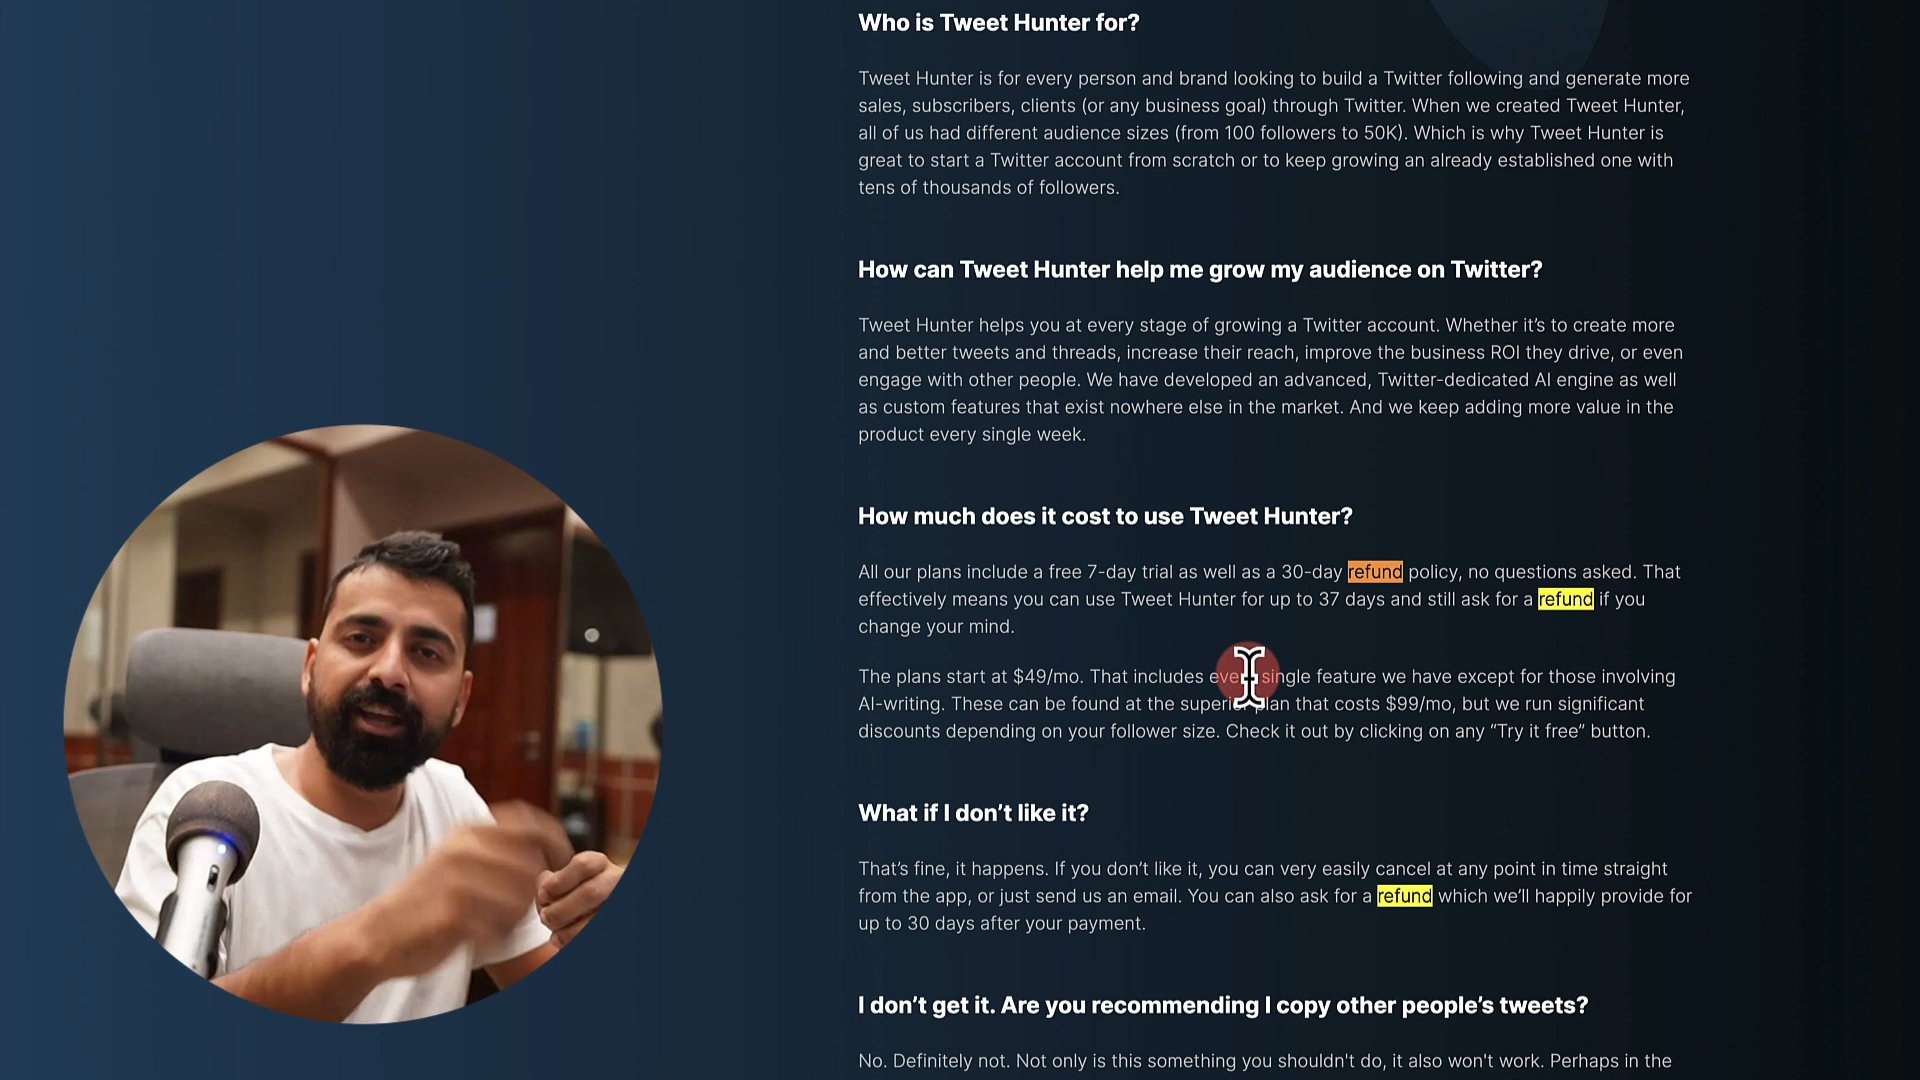 Who is Tweet Hunter for?
Tweet Hunter is for every person and brand looking to build a Twitter following and generate more
sales, subscribers, clients (or any business goal) through Twitter. When we created Tweet Hunter,
all of us had different audience sizes (from 100 followers to 50K). Which is why Tweet Hunter is
great to start a Twitter account from scratch or to keep growing an already established one with
tens of thousands of followers.
How can Tweet Hunter help me grow my audience on Twitter?
Tweet Hunter helps you at every stage of growing a Twitter account. Whether it’s to create more
and better tweets and threads, increase their reach, improve the business ROI they drive, or even
engage with other people. We have developed an advanced, Twitter-dedicated AI engine as well
as custom features that exist nowhere else in the market. And we keep adding more value in the
product every single week.
How much does it cost to use Tweet Hunter?
All our plans include a free 7-day trial as well as a 30-day refund policy, no questions asked. That
effectively means you can use Tweet Hunter for up to 37 days and still ask for a refund if you
change your mind.
The plans start at $49/mo. That includes every single feature we have except for those involving
AI-writing. These can be found at the superior plan that costs $99/mo, but we run significant
discounts depending on your follower size. Check it out by clicking on any “Try it free” button.
What if I don’t like it?
That’s fine, it happens. If you don’t like it, you can very easily cancel at any point in time straight
from the app, or just send us an email. You can also ask for a refund which we’ll happily provide for
up to 30 days after your payment.
I don’t get it. Are you recommending I copy other people’s tweets?
No. Definitely not. Not only is this something you shouldn't do, it also won't work. Perhaps in the